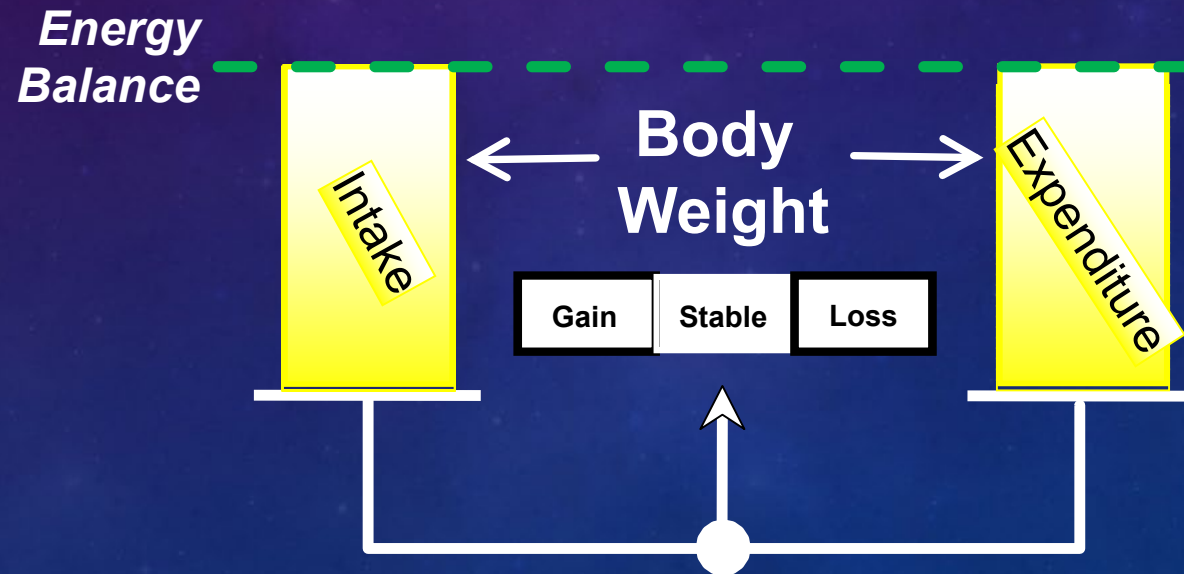 Energy
Balance
Body
Weight
Intake
Expenditure
Gain
Stable
Loss